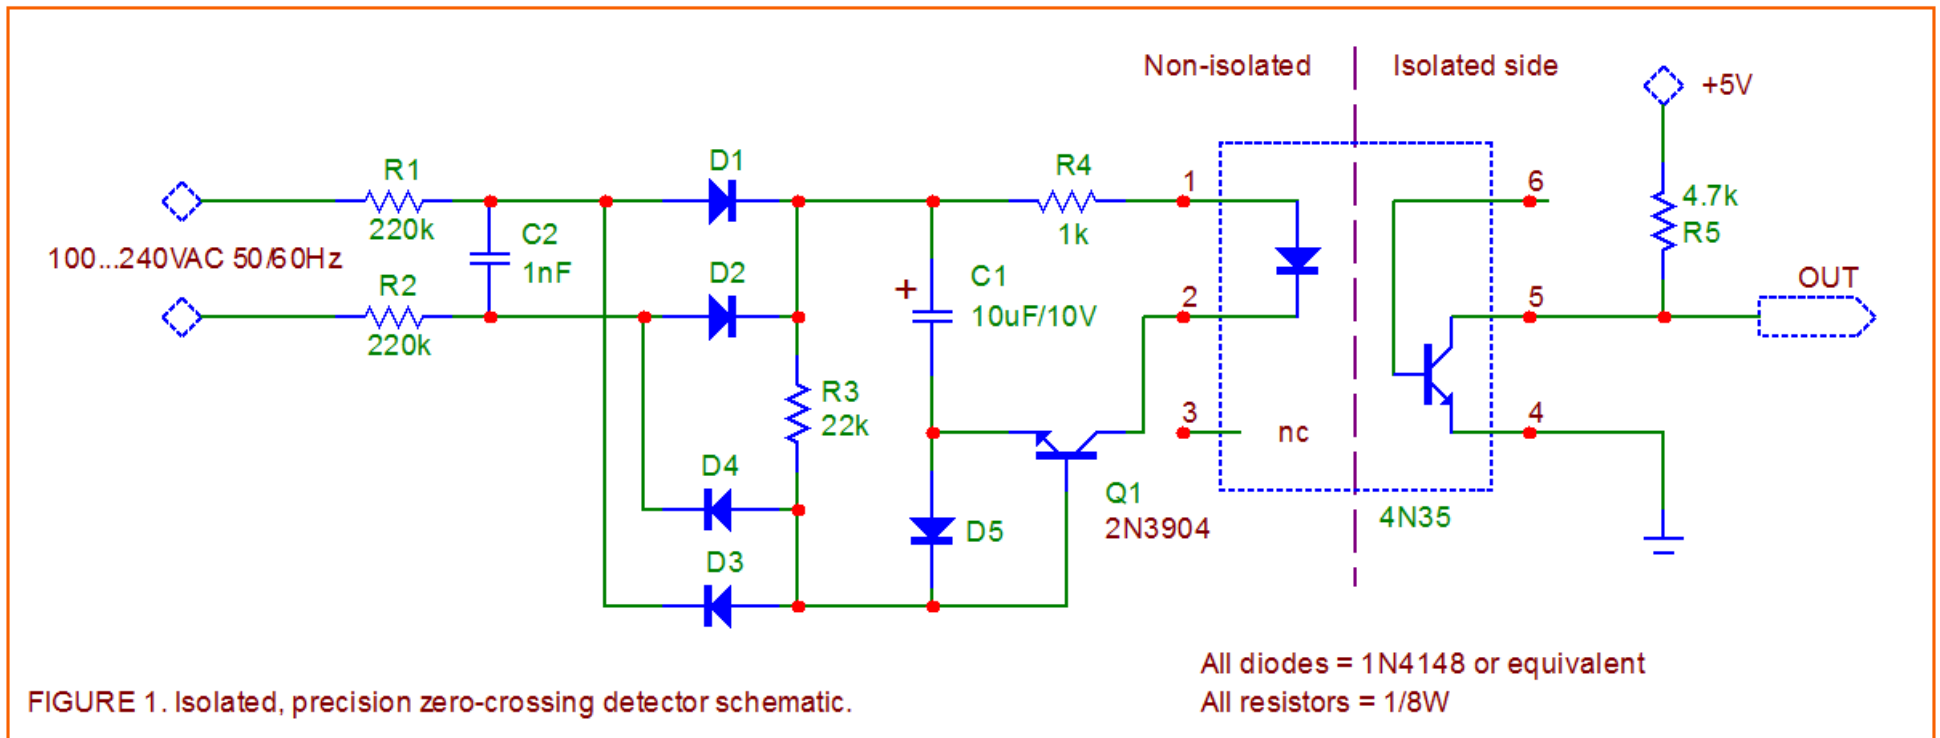 Non-isolated
Isolated side
+5V
R1
220k
100...240VAC 50/60Hz
R2
220k
C2
1nF
D1
D2
R3
22k
D4
D3
+
C1
10uF/10V
D5
R4
1k
1
2
3
nc
Q1
2N3904
6
5
4
4N35
4.7k
R5
OUT
All diodes = 1N4148 or equivalent
All resistors = 1/8W
FIGURE 1. Isolated, precision zero-crossing detector schematic.